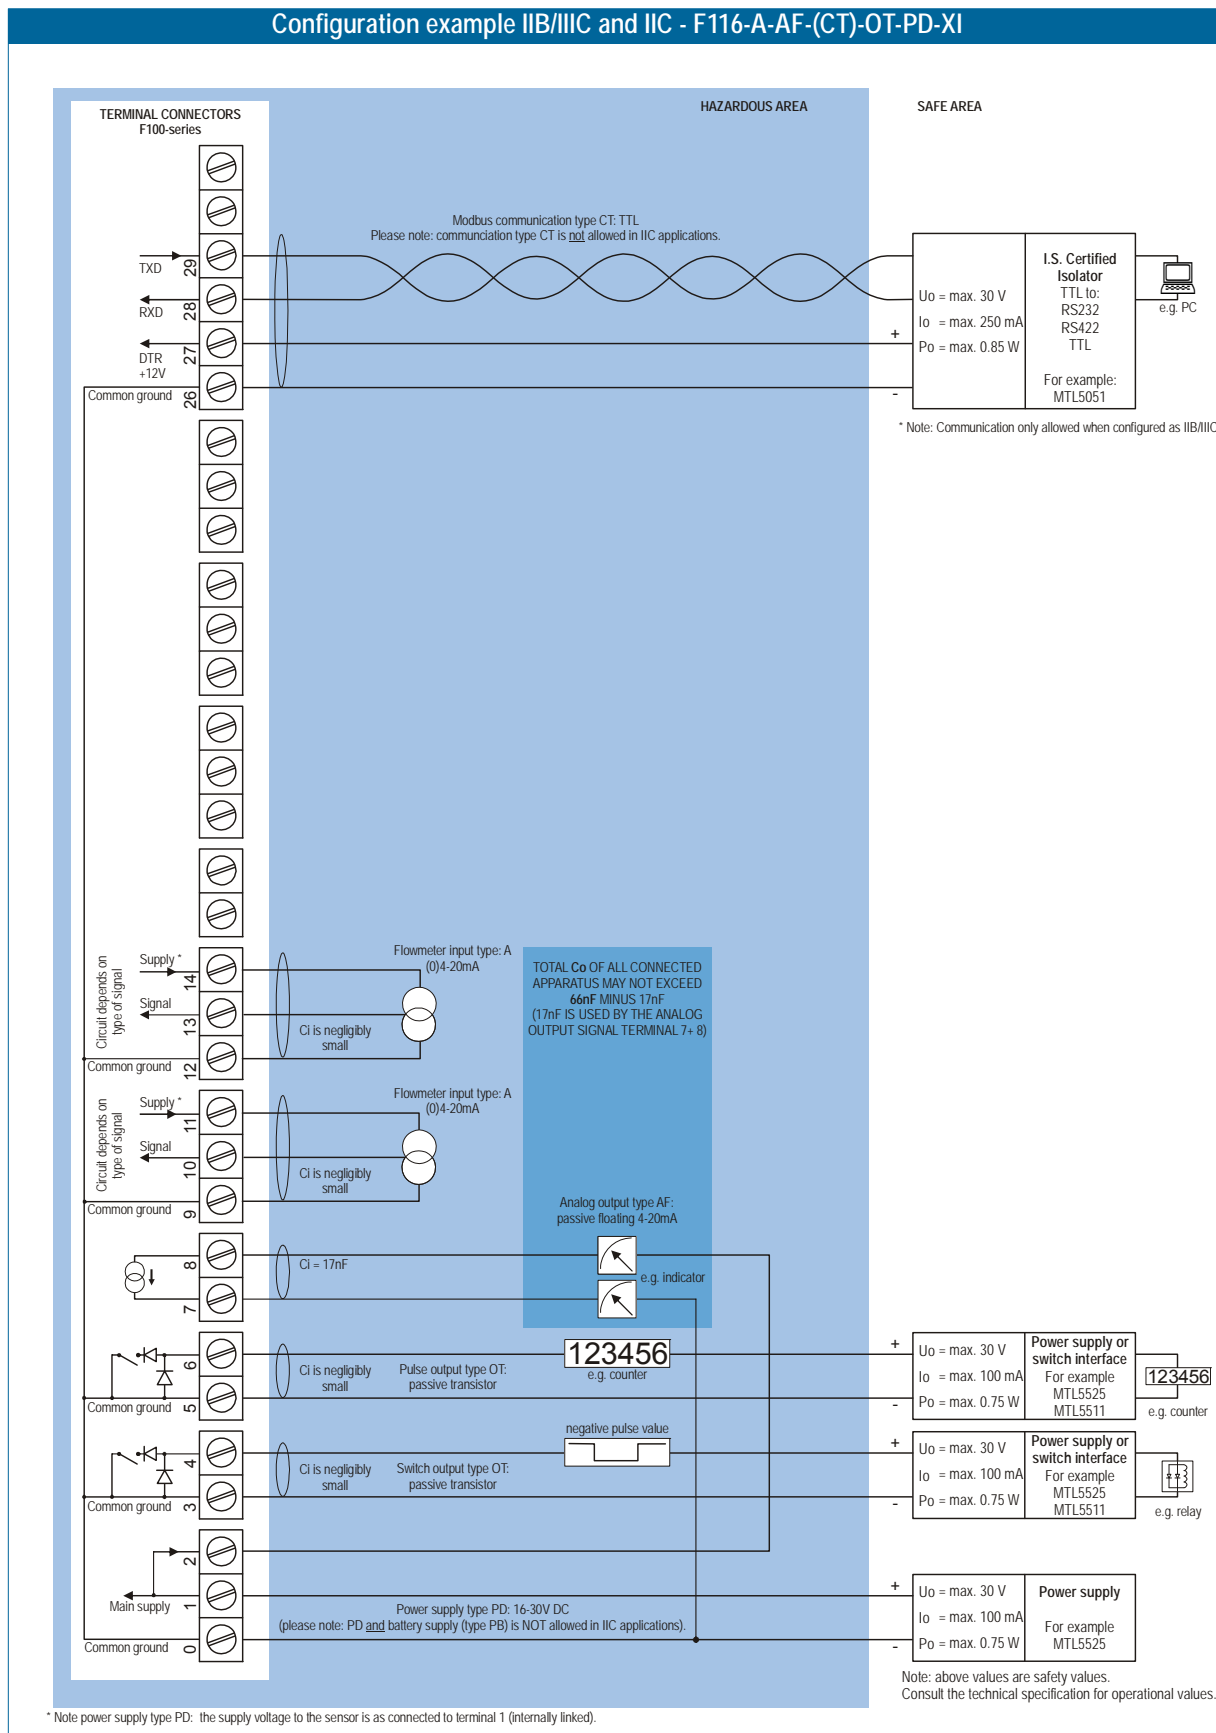 Configuration example IIB/IIIC and IIC - F116-A-AF-(CT)-OT-PD-XI
TERMINAL CONNECTORS
F100-series
HAZARDOUS AREA
SAFE AREA
Modbus communication type CT: TTL
Please note: communciation type CT is not allowed in IIC applications.
TXD
29
RXD
28
DTR
+12V
27
Common ground
26
+
-
Uo = max. 30 V
Io = max. 250 mA
Po = max. 0.85 W
I.S. Certified
Isolator
TTL to:
RS232
RS422
TTL
For example:
MTL5051
e.g. PC
* Note: Communication only allowed when configured as IIB/IIIC
Circuit depends on
type of signal
Supply *
14
Signal
13
Common ground
12
Flowmeter input type: A
(0)4-20mA
Ci is negligibly
small
TOTAL Co OF ALL CONNECTED
APPARATUS MAY NOT EXCEED
66nF MINUS 17nF
(17nF IS USED BY THE ANALOG
OUTPUT SIGNAL TERMINAL 7+ 8)
Circuit depends on
type of signal
Supply *
11
Signal
10
Common ground
9
Flowmeter input type: A
(0)4-20mA
Ci is negligibly
small
Analog output type AF:
passive floating 4-20mA
8
Ci = 17nF
e.g. indicator
7
6
Ci is negligibly
small
Pulse output type OT:
passive transistor
123456
e.g. counter
Common ground
5
+
-
Uo = max. 30 V
Io = max. 100 mA
Po = max. 0.75 W
Power supply or
switch interface
For example
MTL5525
MTL5511
123456
e.g. counter
4
Ci is negligibly
small
Switch output type OT:
passive transistor
negative pulse value
Common ground
3
+
-
Uo = max. 30 V
Io = max. 100 mA
Po = max. 0.75 W
Power supply or
switch interface
For example
MTL5525
MTL5511
e.g. relay
2
Main supply
1
Power supply type PD: 16-30V DC
(please note: PD and battery supply (type PB) is NOT allowed in IIC applications).
Common ground
0
+
-
Uo = max. 30 V
Io = max. 100 mA
Po = max. 0.75 W
Power supply
For example
MTL5525
Note: above values are safety values.
Consult the technical specification for operational values.
* Note power supply type PD: the supply voltage to the sensor is as connected to terminal 1 (internally linked).